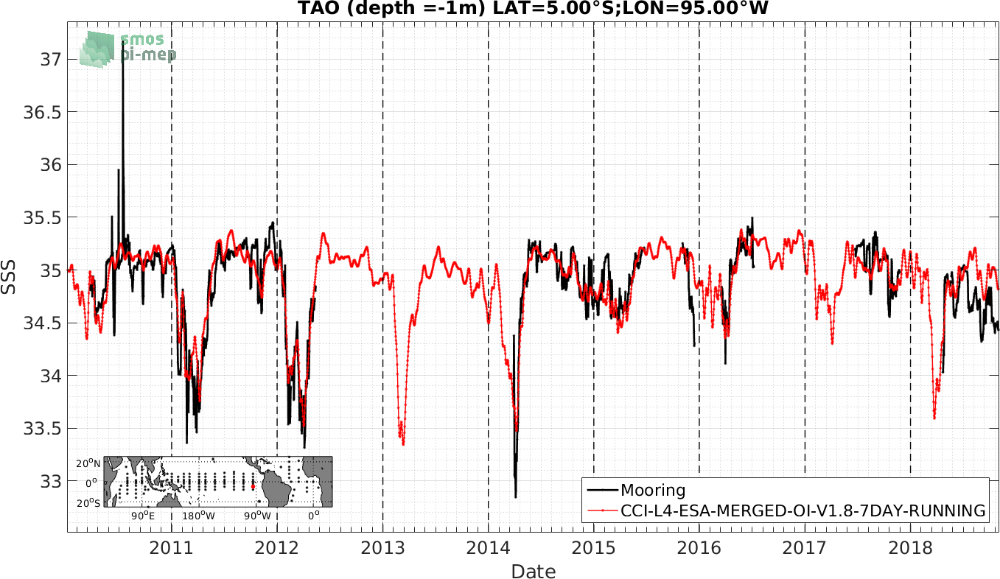 TAO (depth =-1m) LAT=5.00°S;LON=95.00°W
smos
pi-mep
37
36.5
36
35.5
35
34.5
34
33.5
33
SSS
20°N
0°
20°S
90°E
180°W
90°W
0°
Mooring
CCI-L4-ESA-MERGED-OI-V1.8-7DAY-RUNNING
2011
2012
2013
2014
2015
2016
2017
2018
Date